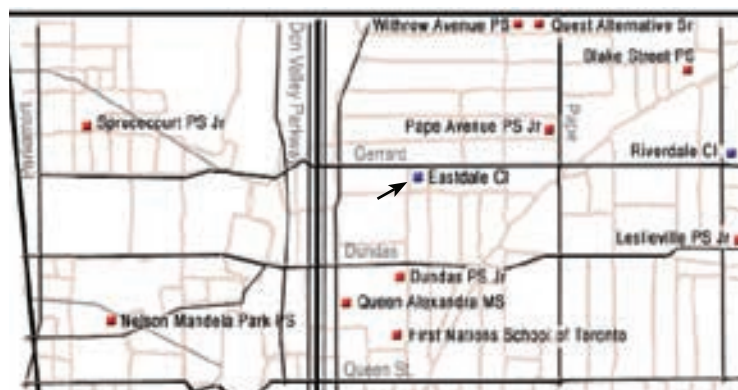 Withrow Avenue PS
Quest Alternative Sr
Blake Street PS
Don Valley Parkway
Sprucecourt PS Jr
Pape Avenue PS Jr
Pape
Gerrard
Riverdale CI
Eastdale CI
Leslieville PS Jr
Dundas
Dundas PS Jr
Queen Alexandra MS
Nelson Mandela Park PS
First Nations School of Toronto
Queen St.